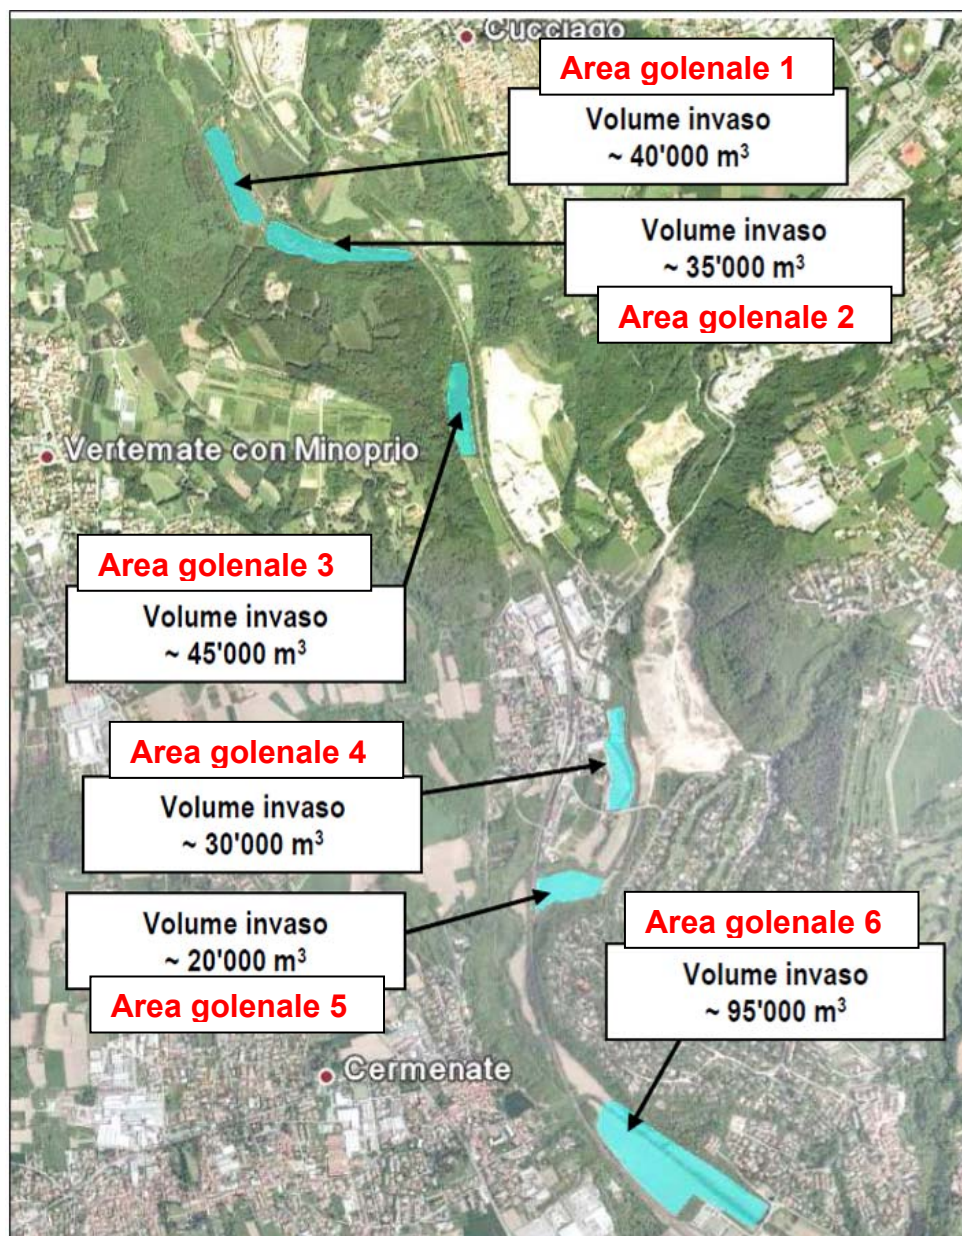 Cucciago
Area golenale 1
Volume invaso
~ 40'000 m³
Volume invaso
~ 35'000 m³
Area golenale 2
Vertemate con Minoprio
Area golenale 3
Volume invaso
~ 45'000 m³
Area golenale 4
Volume invaso
~ 30'000 m³
Volume invaso
~ 20'000 m³
Area golenale 5
Area golenale 6
Volume invaso
~ 95'000 m³
Cermenate